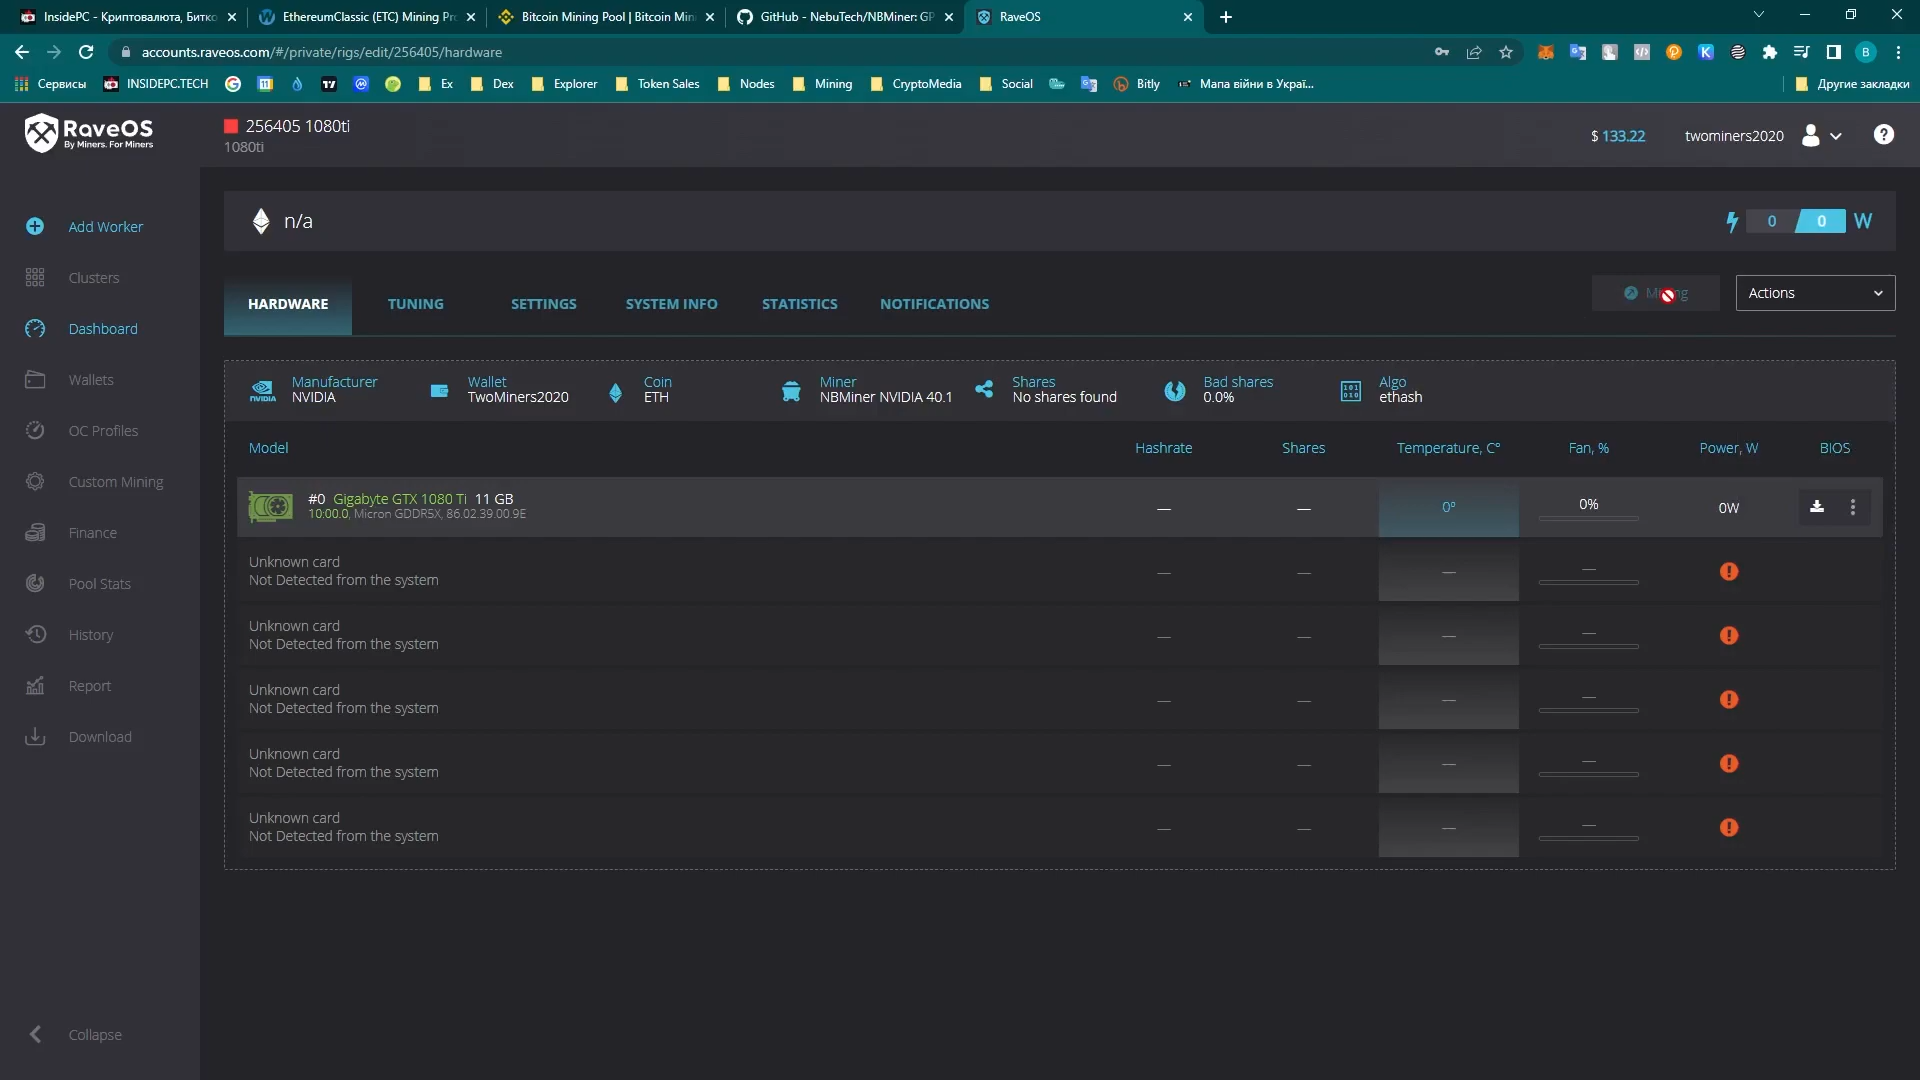 InsidePC - Криптовалюта, Битко
EthereumClassic (ETC) Mining Pr
Bitcoin Mining Pool | Bitcoin Min
GitHub - NebuTech/NBMiner: GP
RaveOS
accounts.raveos.com/#/private/rigs/edit/256405/hardware
B
Сервисы
INSIDEPC.TECH
Ex
Dex
Explorer
Token Sales
Nodes
Mining
CryptoMedia
Social
Bitly
Мапа війни в Украї...
Другие закладки
RaveOS
By Miners. For Miners
256405 1080ti
1080ti
$ 133.22
twominers2020
Add Worker
Clusters
Dashboard
Wallets
OC Profiles
Custom Mining
Finance
Pool Stats
History
Report
Download
Collapse
n/a
0
0
W
HARDWARE
TUNING
SETTINGS
SYSTEM INFO
STATISTICS
NOTIFICATIONS
Actions
Manufacturer
NVIDIA
Wallet
TwoMiners2020
Coin
ETH
Miner
NBMiner NVIDIA 40.1
Shares
No shares found
Bad shares
0.0%
Algo
ethash
Model
Hashrate
Shares
Temperature, C°
Fan, %
Power, W
BIOS
#0 Gigabyte GTX 1080 Ti 11 GB
10:00.0, Micron GDDR5X, 86.02.39.00.9E
—
—
0°
0%
0W
Unknown card
Not Detected from the system
— — — —
Unknown card
Not Detected from the system
— — — —
Unknown card
Not Detected from the system
— — — —
Unknown card
Not Detected from the system
— — — —
Unknown card
Not Detected from the system
— — — —